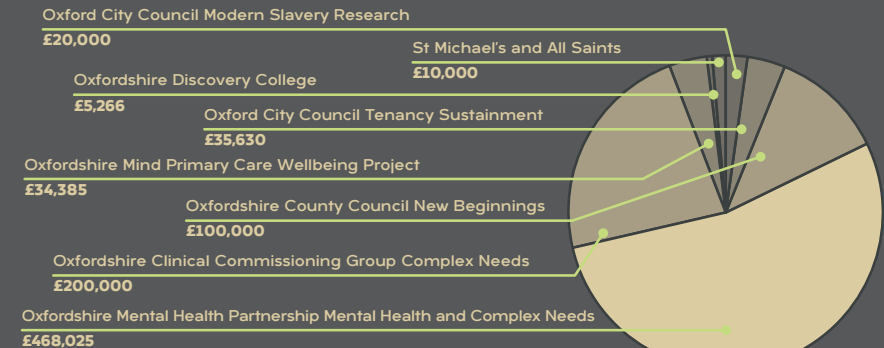 Oxford City Council Modern Slavery Research
£20,000
St Michael's and All Saints
£10,000
Oxfordshire Discovery College
£5,266
Oxford City Council Tenancy Sustainment
£35,630
Oxfordshire Mind Primary Care Wellbeing Project
£34,385
Oxfordshire County Council New Beginnings
£100,000
Oxfordshire Clinical Commissioning Group Complex Needs
£200,000
Oxfordshire Mental Health Partnership Mental Health and Complex Needs
£468,025